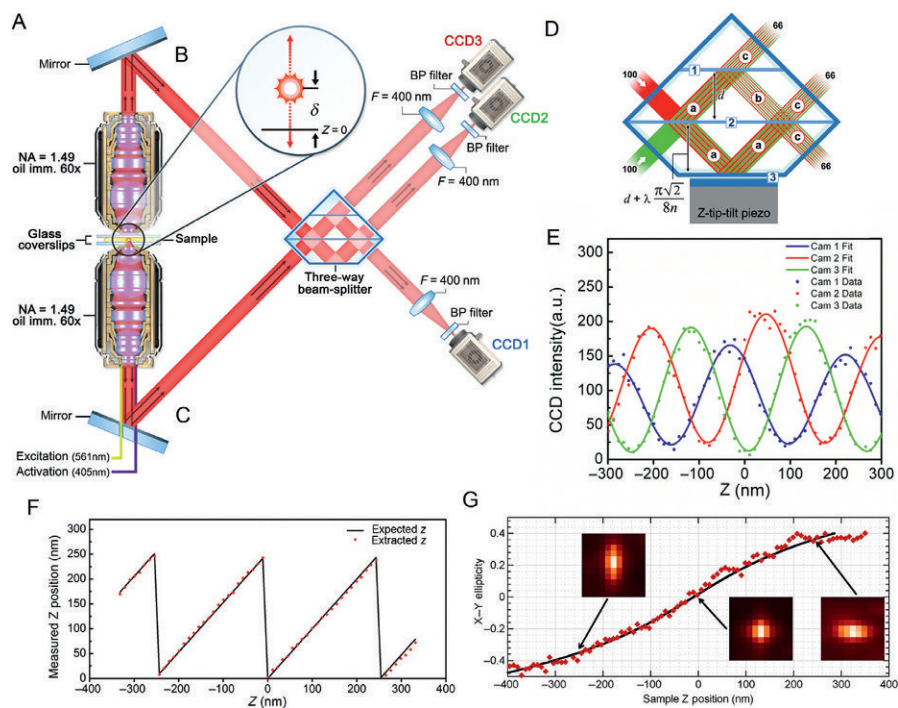 A
B
Mirror
NA = 1.49
oil imm. 60x
Glass
coverslips
Sample
NA = 1.49
oil imm. 60x
Mirror
C
Excitation (561nm)
Activation (405nm)
δ
Z = 0
Three-way
beam-splitter
CCD3
BP filter
F = 400 nm
CCD2
BP filter
F = 400 nm
F = 400 nm
BP filter
CCD1
D
66
66
100
100
1
2
3
a
a
a
b
c
c
c
d
66
66
d + λ π√2 / 8n
Z-tip-tilt piezo
E
CCD intensity(a.u.)
300
250
200
150
100
50
0
Cam 1 Fit
Cam 2 Fit
Cam 3 Fit
Cam 1 Data
Cam 2 Data
Cam 3 Data
−300 −200 −100 0 100 200 300
Z (nm)
F
Measured Z position (nm)
400
350
300
250
200
150
100
50
0
Expected z
Extracted z
−400 −300 −200 −100 0 100 200 300 400
Z (nm)
G
X–Y ellipticity
0.4
0.2
0
−0.2
−0.4
−400 −300 −200 −100 0 100 200 300 400
Sample Z position (nm)